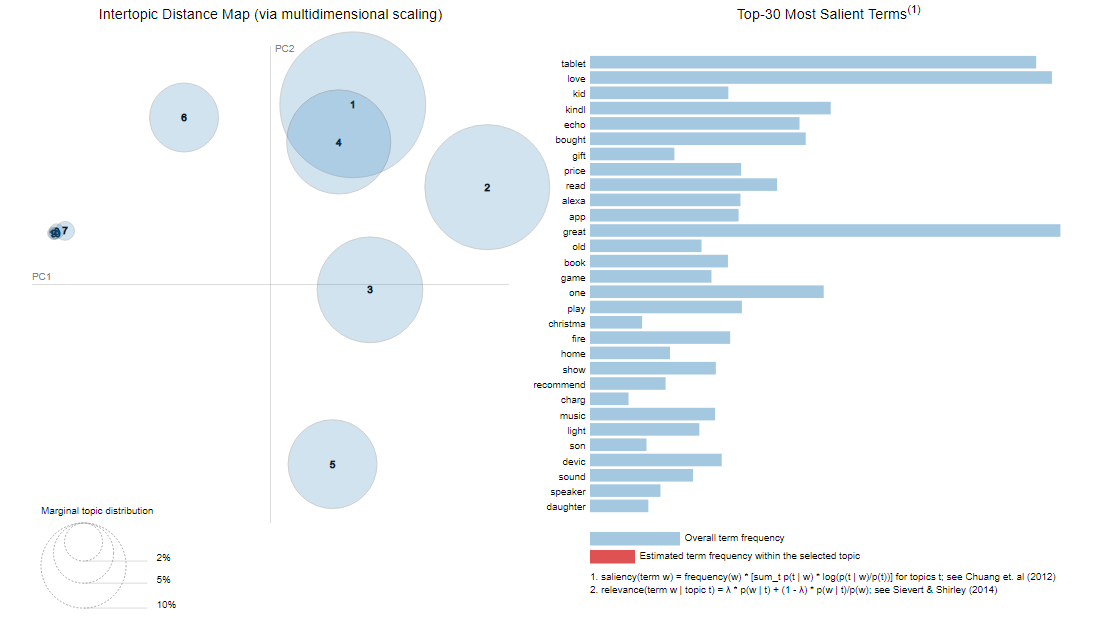 Intertopic Distance Map (via multidimensional scaling)
PC2
PC1
1
2
3
4
5
6
7
Marginal topic distribution
2%
5%
10%
Top-30 Most Salient Terms(1)
tablet
love
kid
kindl
echo
bought
gift
price
read
alexa
app
great
old
book
game
one
play
christma
fire
home
show
recommend
charg
music
light
son
devic
sound
speaker
daughter
Overall term frequency
Estimated term frequency within the selected topic
1. saliency(term w) = frequency(w) * [sum_t p(t | w) * log(p(t | w)/p(t))] for topics t; see Chuang et. al (2012)
2. relevance(term w | topic t) = λ * p(w | t) + (1 - λ) * p(w | t)/p(w); see Sievert & Shirley (2014)